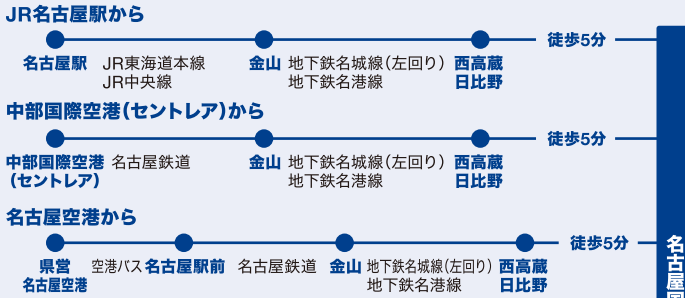 JR名古屋駅から
徒歩5分
名古屋駅 JR東海道本線 金山 地下鉄名城線（左回り） 西高蔵
JR中央線 地下鉄名港線 日比野
中部国際空港（セントレア）から
徒歩5分
中部国際空港 名古屋鉄道 金山 地下鉄名城線（左回り） 西高蔵
（セントレア） 地下鉄名港線 日比野
名古屋空港から
徒歩5分
県営 空港バス 名古屋駅前 名古屋鉄道 金山 地下鉄名城線（左回り） 西高蔵
名古屋空港 地下鉄名港線 日比野
名古屋